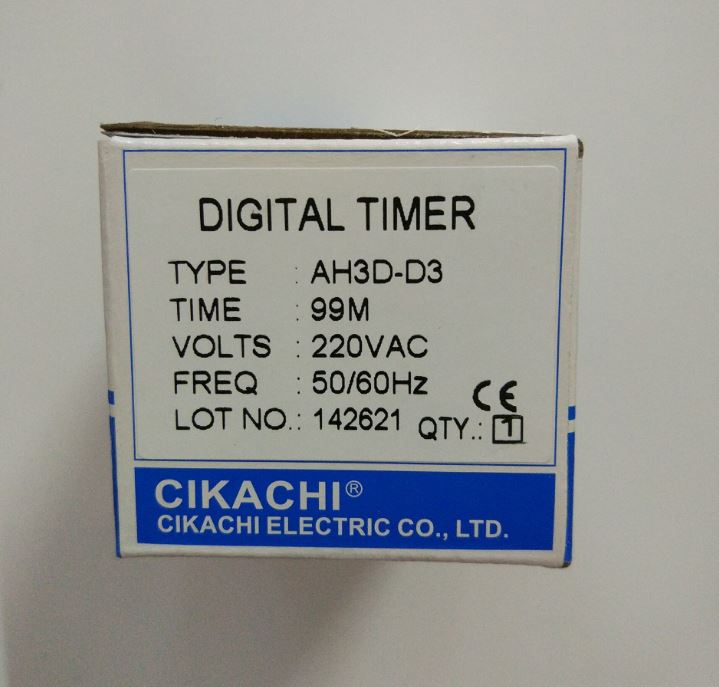 DIGITAL TIMER
TYPE : AH3D-D3
TIME : 99M
VOLTS : 220VAC
FREQ : 50/60Hz
CE
LOT NO.: 142621 QTY.: 1
CIKACHI®
CIKACHI ELECTRIC CO., LTD.